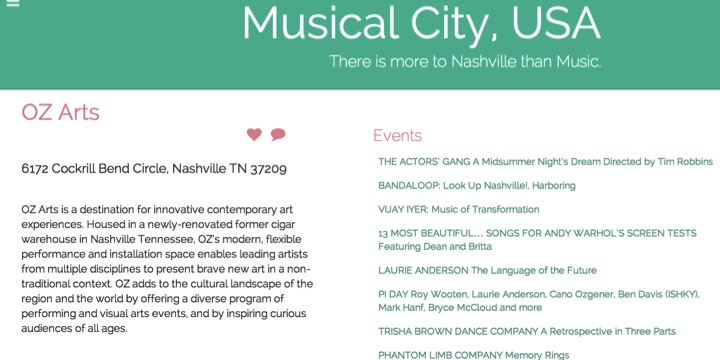 Musical City, USA
There is more to Nashville than Music.
OZ Arts
6172 Cockrill Bend Circle, Nashville TN 37209
OZ Arts is a destination for innovative contemporary art
experiences. Housed in a newly-renovated former cigar
warehouse in Nashville Tennessee, OZ's modern, flexible
performance and installation space enables leading artists
from multiple disciplines to present brave new art in a non-
traditional context. OZ adds to the cultural landscape of the
region and the world by offering a diverse program of
performing and visual arts events, and by inspiring curious
audiences of all ages.
Events
THE ACTORS' GANG A Midsummer Night's Dream Directed by Tim Robbins
BANDALOOP: Look Up Nashville!, Harboring
VIJAY IYER: Music of Transformation
13 MOST BEAUTIFUL... SONGS FOR ANDY WARHOL'S SCREEN TESTS
Featuring Dean and Britta
LAURIE ANDERSON The Language of the Future
PI DAY Roy Wooten, Laurie Anderson, Cano Ozgener, Ben Davis (ISHKY),
Mark Hanf, Bryce McCloud and more
TRISHA BROWN DANCE COMPANY A Retrospective in Three Parts
PHANTOM LIMB COMPANY Memory Rings